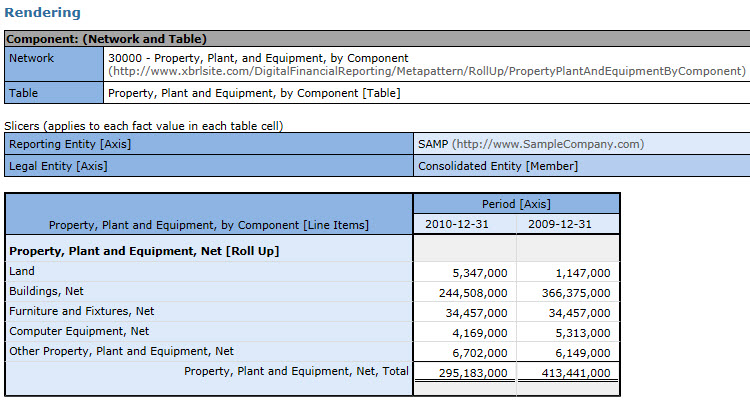 Rendering
Component: (Network and Table)
Network 30000 - Property, Plant, and Equipment, by Component
(http://www.xbrlsite.com/DigitalFinancialReporting/Metapattern/RollUp/PropertyPlantAndEquipmentByComponent)
Table Property, Plant and Equipment, by Component [Table]
Slicers (applies to each fact value in each table cell)
Reporting Entity [Axis] SAMP (http://www.SampleCompany.com)
Legal Entity [Axis] Consolidated Entity [Member]
Period [Axis]
Property, Plant and Equipment, by Component [Line Items] 2010-12-31 2009-12-31
Property, Plant and Equipment, Net [Roll Up]
Land 5,347,000 1,147,000
Buildings, Net 244,508,000 366,375,000
Furniture and Fixtures, Net 34,457,000 34,457,000
Computer Equipment, Net 4,169,000 5,313,000
Other Property, Plant and Equipment, Net 6,702,000 6,149,000
Property, Plant and Equipment, Net, Total 295,183,000 413,441,000